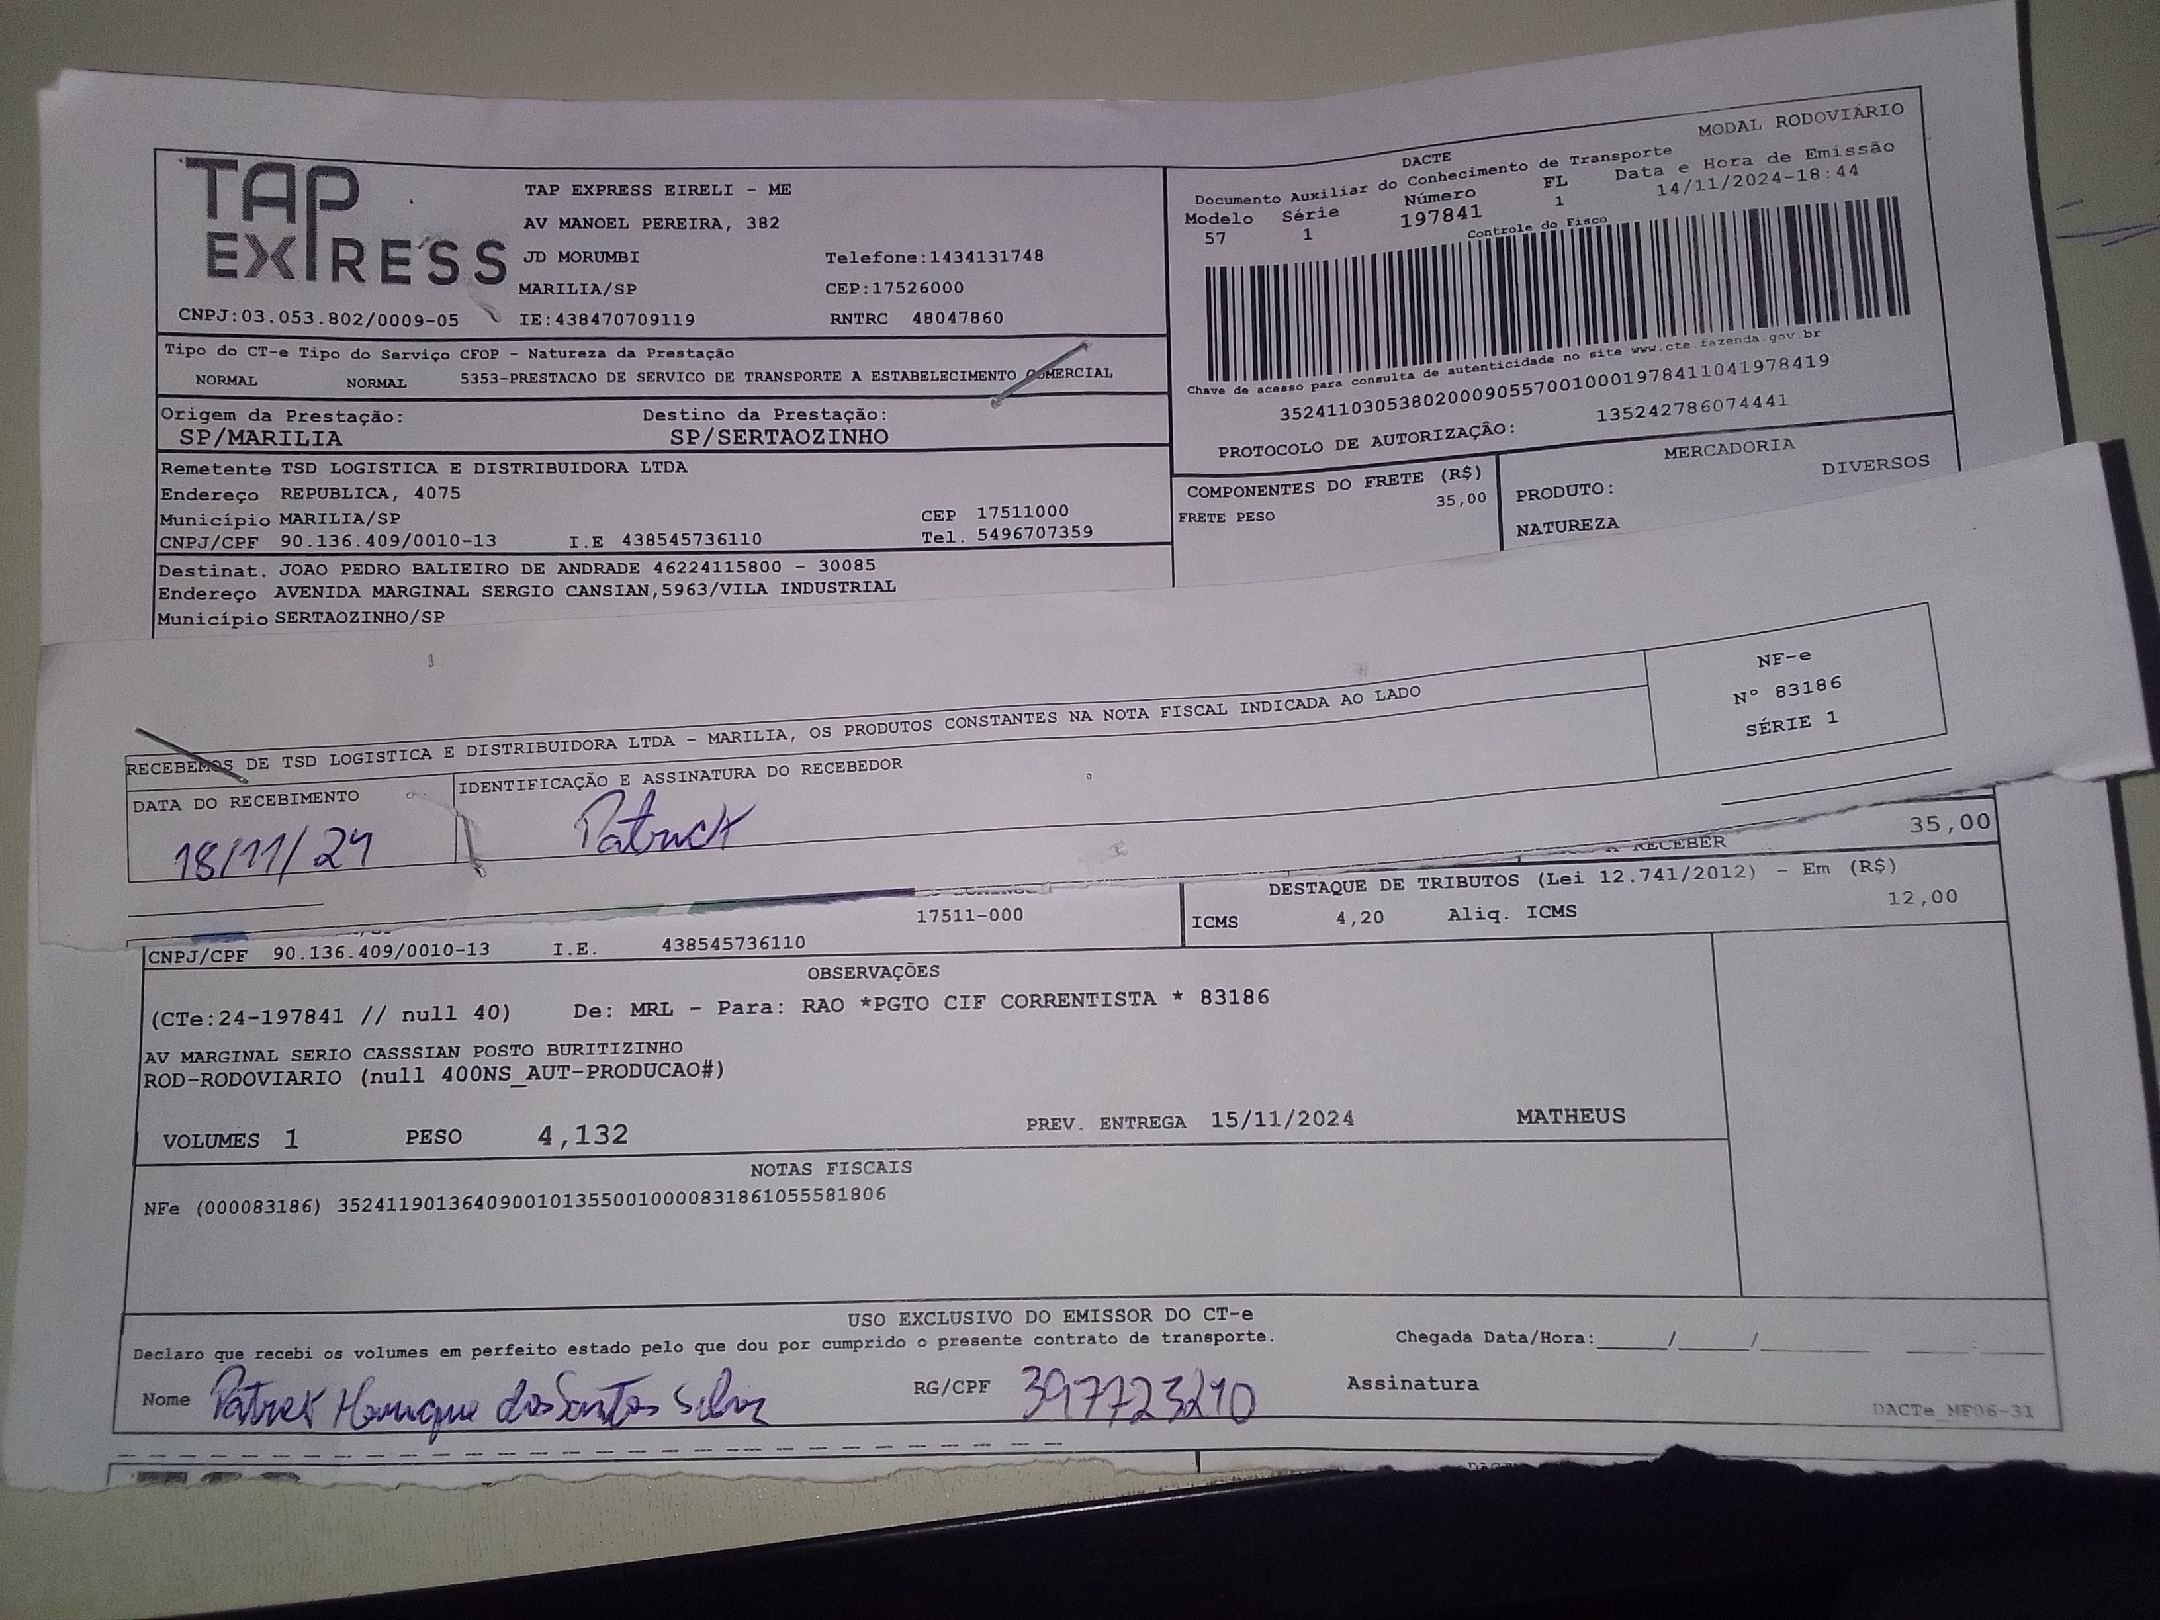 TAP EXPRESS
TAP EXPRESS EIRELI - ME
AV MANOEL PEREIRA, 382
JD MORUMBI Telefone:1434131748
MARILIA/SP CEP:17526000
CNPJ:03.053.802/0009-05 IE:438470709119 RNTRC 48047860
MODAL RODOVIÁRIO
DACTE
Documento Auxiliar do Conhecimento de Transporte
Modelo Série Número FL Data e Hora de Emissão
57 1 197841 1 14/11/2024-18:44
Controle do Fisco
Chave de acesso para consulta de autenticidade no site www.cte.fazenda.gov.br
35241103053802000905570010001978411041978419
PROTOCOLO DE AUTORIZAÇÃO: 135242786074441
Tipo do CT-e Tipo do Serviço CFOP - Natureza da Prestação
NORMAL NORMAL 5353-PRESTACAO DE SERVICO DE TRANSPORTE A ESTABELECIMENTO COMERCIAL
Origem da Prestação: Destino da Prestação:
SP/MARILIA SP/SERTAOZINHO
Remetente TSD LOGISTICA E DISTRIBUIDORA LTDA
Endereço REPUBLICA, 4075
Município MARILIA/SP CEP 17511000
CNPJ/CPF 90.136.409/0010-13 I.E 438545736110 Tel. 5496707359
COMPONENTES DO FRETE (R$)
FRETE PESO 35,00
MERCADORIA
PRODUTO: DIVERSOS
NATUREZA
Destinat. JOAO PEDRO BALIEIRO DE ANDRADE 46224115800 - 30085
Endereço AVENIDA MARGINAL SERGIO CANSIAN,5963/VILA INDUSTRIAL
Município SERTAOZINHO/SP
RECEBEMOS DE TSD LOGISTICA E DISTRIBUIDORA LTDA - MARILIA, OS PRODUTOS CONSTANTES NA NOTA FISCAL INDICADA AO LADO
NF-e
Nº 83186
SÉRIE 1
DATA DO RECEBIMENTO IDENTIFICAÇÃO E ASSINATURA DO RECEBEDOR
18/11/24 Patrick
A RECEBER 35,00
17511-000
CNPJ/CPF 90.136.409/0010-13 I.E. 438545736110
DESTAQUE DE TRIBUTOS (Lei 12.741/2012) - Em (R$)
ICMS 4,20 Aliq. ICMS 12,00
OBSERVAÇÕES
(CTe:24-197841 // null 40) De: MRL - Para: RAO *PGTO CIF CORRENTISTA * 83186
AV MARGINAL SERIO CASSSIAN POSTO BURITIZINHO
ROD-RODOVIARIO (null 400NS_AUT-PRODUCAO#)
VOLUMES 1 PESO 4,132 PREV. ENTREGA 15/11/2024 MATHEUS
NOTAS FISCAIS
NFe (000083186) 35241190136409001013550010000831861055581806
USO EXCLUSIVO DO EMISSOR DO CT-e
Declaro que recebi os volumes em perfeito estado pelo que dou por cumprido o presente contrato de transporte. Chegada Data/Hora:____/____/____
Nome Patrick Henrique dos Santos Silva RG/CPF 397723210 Assinatura
DACTe_MF06-31